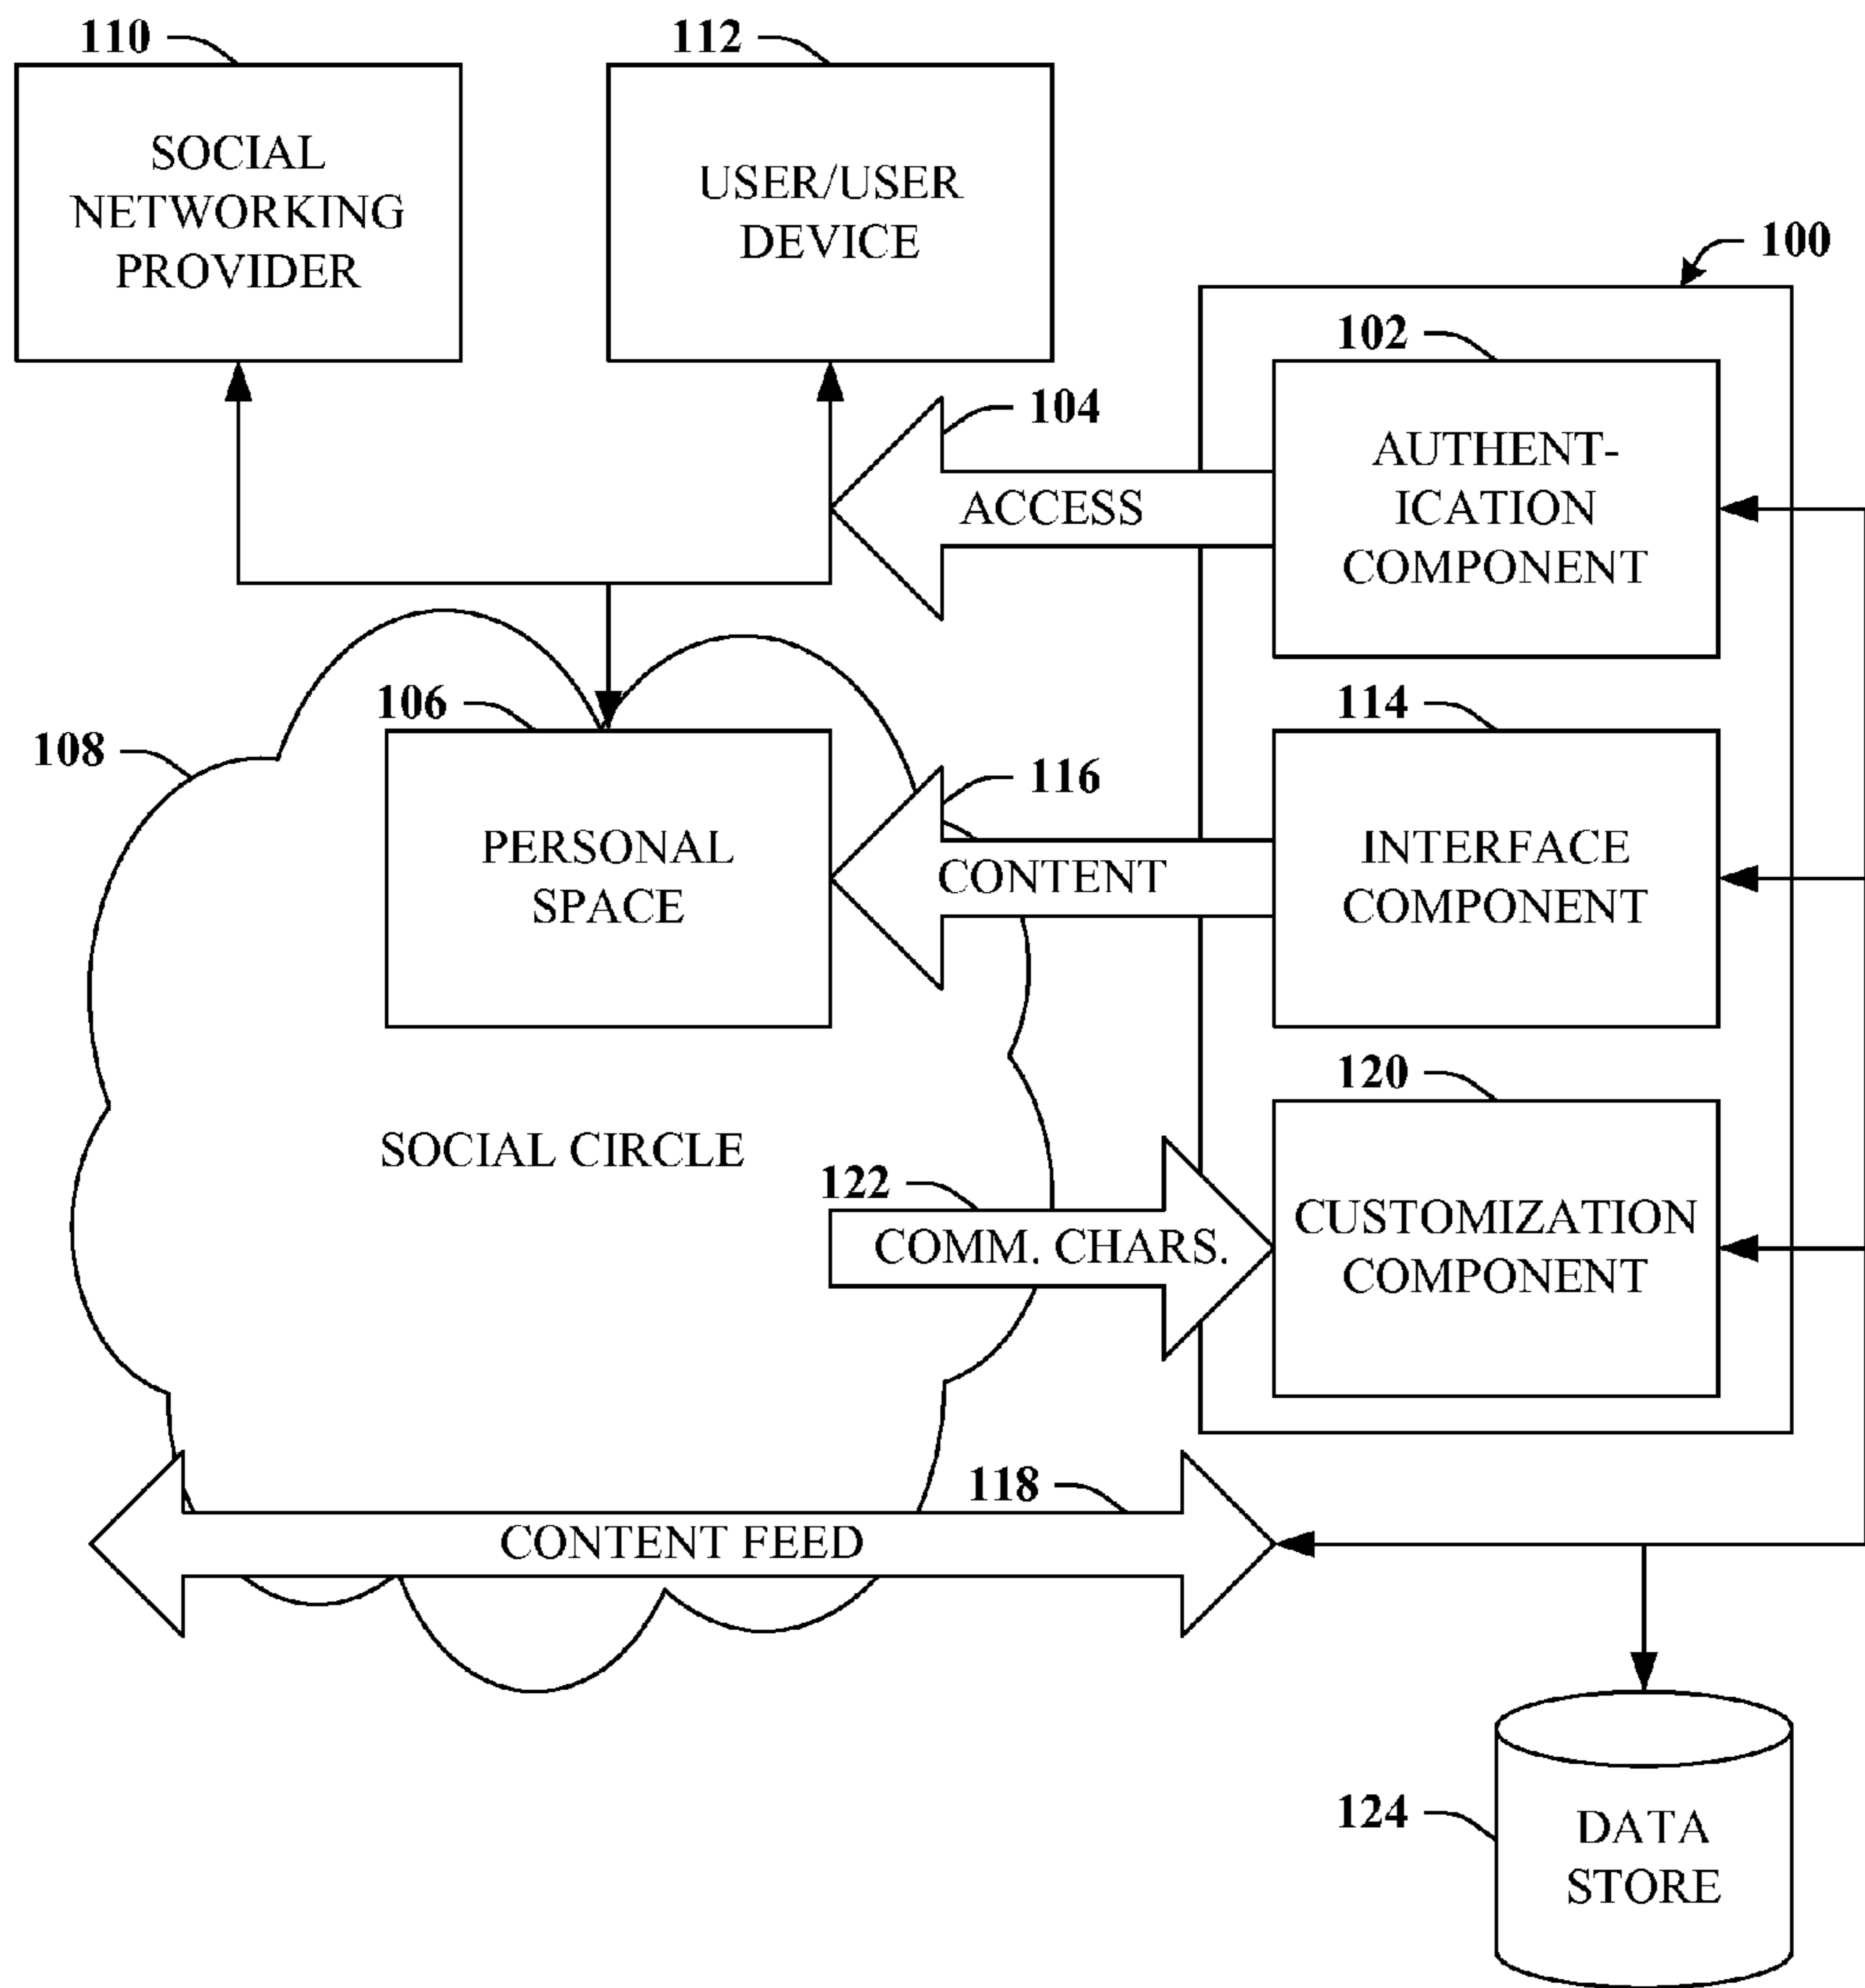 110
112
SOCIAL
NETWORKING
PROVIDER
USER/USER
DEVICE
100
102
104
AUTHENT-
ICATION
COMPONENT
ACCESS
106
108
114
116
PERSONAL
SPACE
CONTENT
INTERFACE
COMPONENT
120
SOCIAL CIRCLE
122
COMM. CHARS.
CUSTOMIZATION
COMPONENT
118
CONTENT FEED
124
DATA
STORE